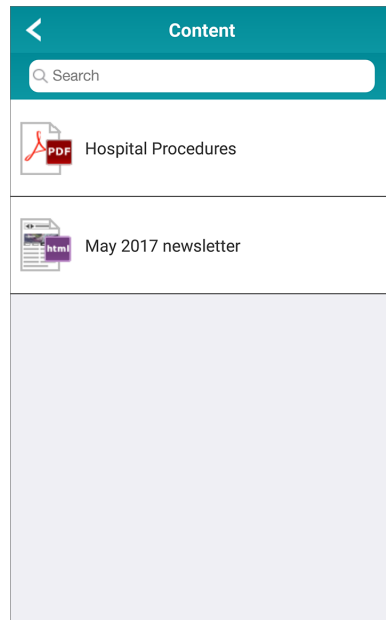 Content
Search
PDF
Hospital Procedures
html
May 2017 newsletter